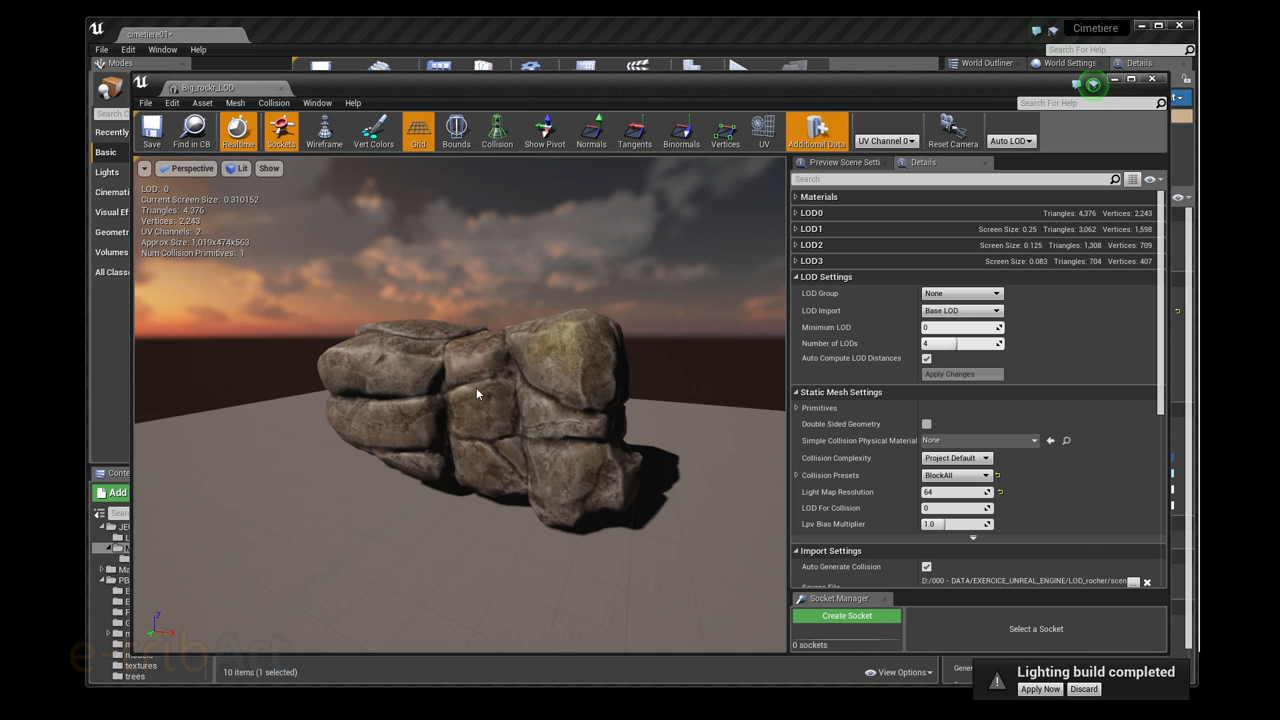 cimetiere01*
Cimetiere
File Edit Window Help
Search For Help
Modes
World Outliner World Settings Details
Big_rockr_LOD
File Edit Asset Mesh Collision Window Help
Search For Help
Save Find in CB Realtime Sockets Wireframe Vert Colors Grid Bounds Collision Show Pivot Normals Tangents Binormals Vertices UV Additional Data UV Channel 0 Reset Camera Auto LOD
Recently
Basic
Lights
Cinemati
Visual Ef
Geomet
Volumes
All Classe
Perspective Lit Show
LOD: 0
Current Screen Size: 0.310152
Triangles: 4,376
Vertices: 2,243
UV Channels: 2
Approx Size: 1,019x474x563
Num Collision Primitives: 1
Preview Scene Setti Details
Search
Materials
LOD0 Triangles: 4,376 Vertices: 2,243
LOD1 Screen Size: 0.25 Triangles: 3,062 Vertices: 1,598
LOD2 Screen Size: 0.125 Triangles: 1,308 Vertices: 709
LOD3 Screen Size: 0.083 Triangles: 704 Vertices: 407
LOD Settings
LOD Group None
LOD Import Base LOD
Minimum LOD 0
Number of LODs 4
Auto Compute LOD Distances
Apply Changes
Static Mesh Settings
Primitives
Double Sided Geometry
Simple Collision Physical Material None
Collision Complexity Project Default
Collision Presets BlockAll
Light Map Resolution 64
LOD For Collision 0
Lpv Bias Multiplier 1.0
Import Settings
Auto Generate Collision
D:/000 - DATA/EXERCICE_UNREAL_ENGINE/LOD_rocher/scen
Socket Manager
Create Socket
0 sockets
Select a Socket
Conte
Add
Sear
JE
Ma
PB
textures
trees
z
x
10 items (1 selected)
View Options
Gener
Lighting build completed
Apply Now Discard